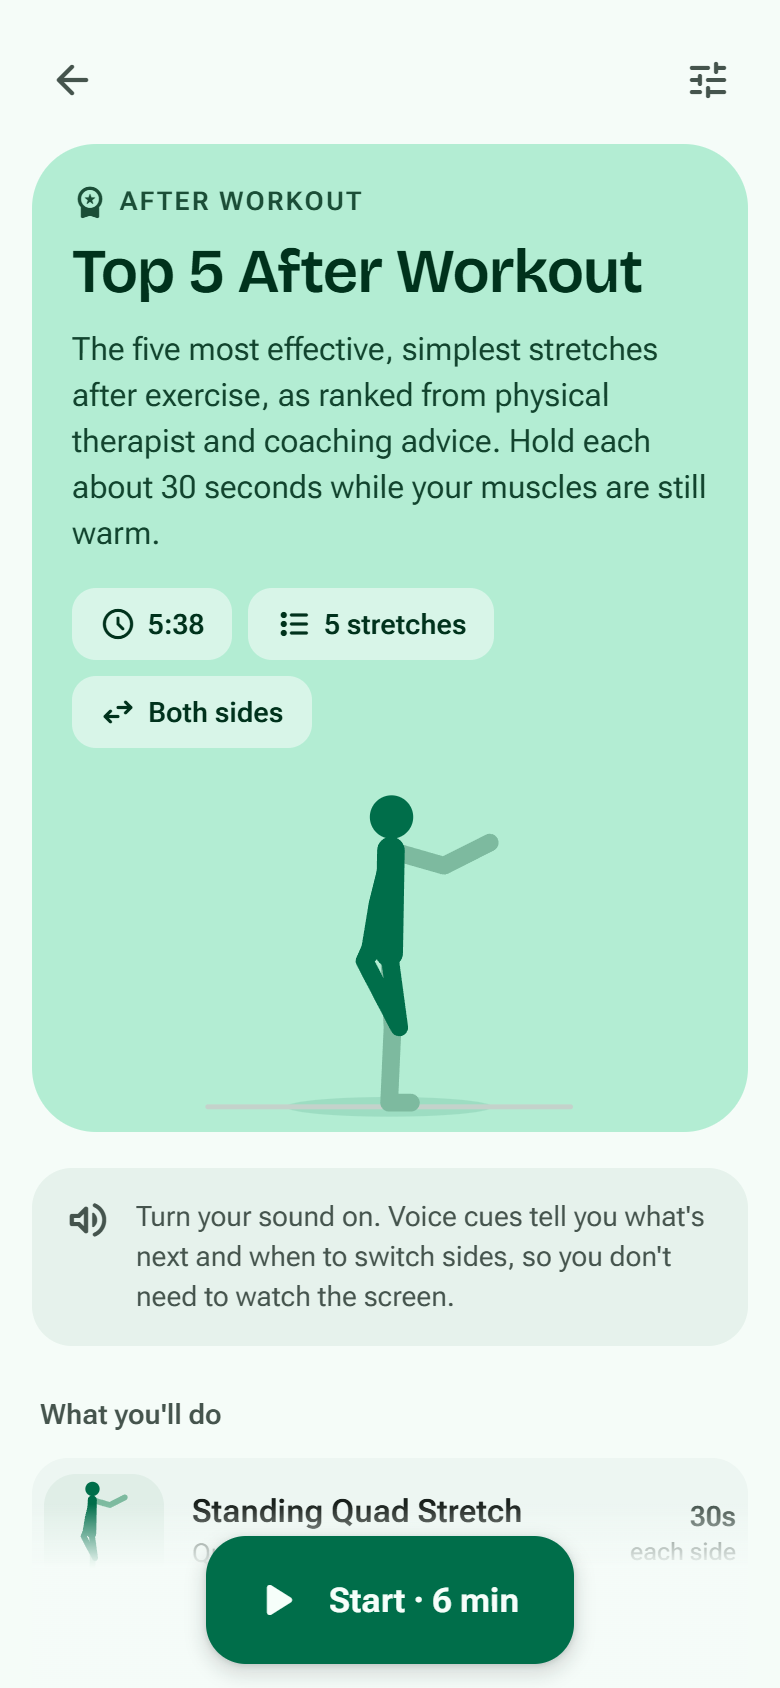 AFTER WORKOUT
Top 5 After Workout
The five most effective, simplest stretches
after exercise, as ranked from physical
therapist and coaching advice. Hold each
about 30 seconds while your muscles are still
warm.
5:38
5 stretches
Both sides
Turn your sound on. Voice cues tell you what's
next and when to switch sides, so you don't
need to watch the screen.
What you'll do
Standing Quad Stretch
30s
each side
Start · 6 min